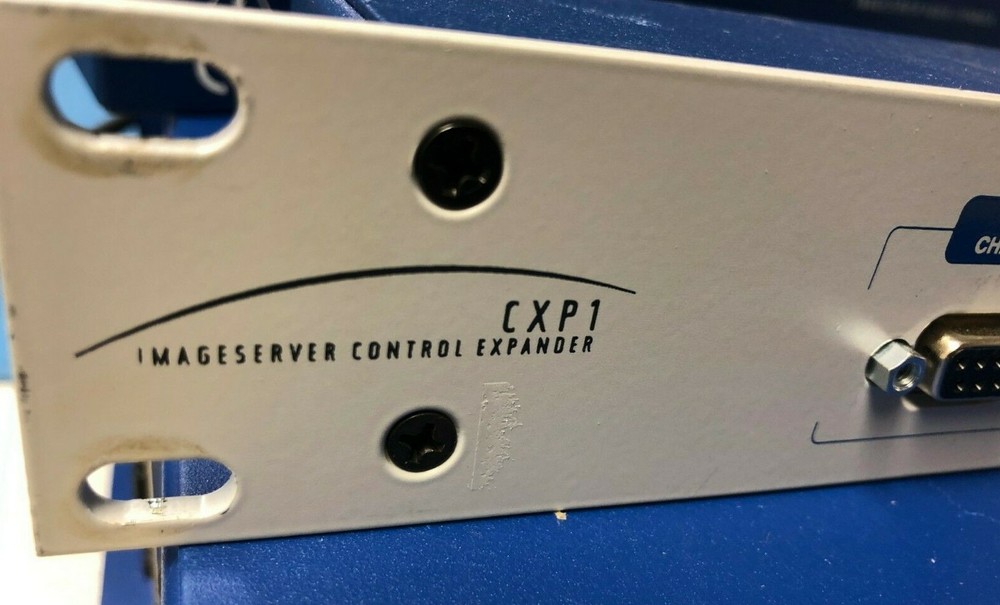 CXP1
IMAGESERVER CONTROL EXPANDER